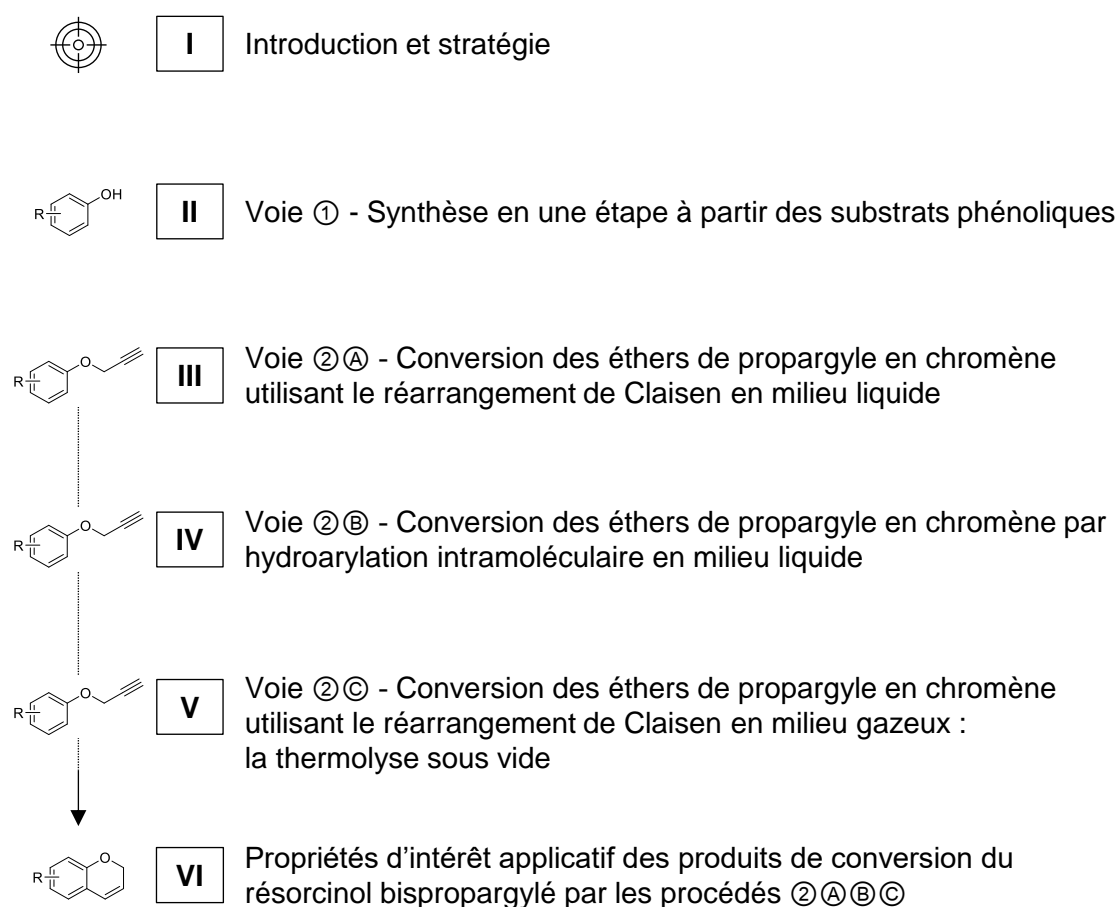 I Introduction et stratégie
R OH
II Voie ① - Synthèse en une étape à partir des substrats phénoliques
R O
III Voie ②Ⓐ - Conversion des éthers de propargyle en chromène
utilisant le réarrangement de Claisen en milieu liquide
R O
IV Voie ②Ⓑ - Conversion des éthers de propargyle en chromène par
hydroarylation intramoléculaire en milieu liquide
R O
V Voie ②Ⓒ - Conversion des éthers de propargyle en chromène
utilisant le réarrangement de Claisen en milieu gazeux :
la thermolyse sous vide
R O
VI Propriétés d’intérêt applicatif des produits de conversion du
résorcinol bispropargylé par les procédés ②ⒶⒷⒸ